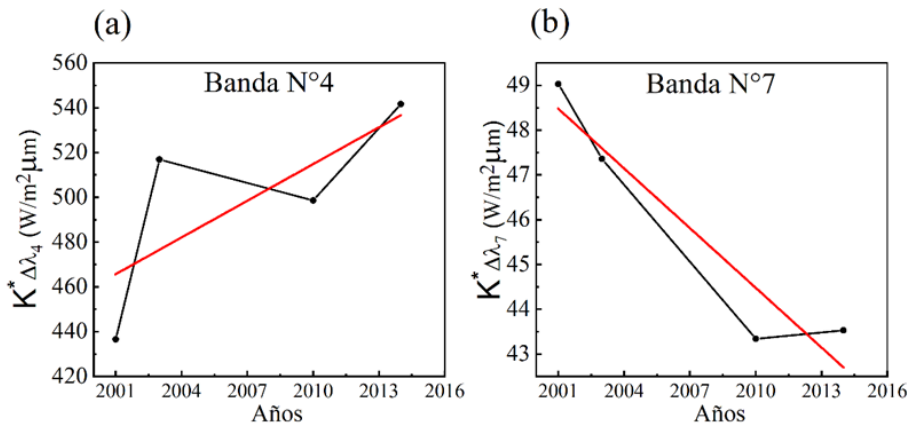 (a)
Banda N°4
K* Δλ4 (W/m²μm)
560
540
520
500
480
460
440
420
2001 2004 2007 2010 2013 2016
Años
(b)
Banda N°7
K* Δλ7 (W/m²μm)
49
48
47
46
45
44
43
2001 2004 2007 2010 2013 2016
Años